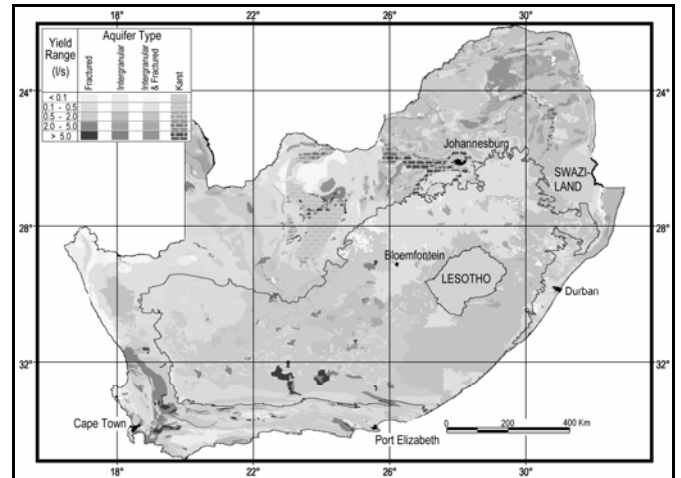 18° 22° 26° 30°
Yield Range (l/s)
Aquifer Type
Fractured
Intergranular
Intergranular & Fractured
Karst
< 0.1
0.1 - 0.5
0.5 - 2.0
2.0 - 5.0
> 5.0
24° 24°
Johannesburg
SWAZI-
LAND
28° 28°
Bloemfontein
LESOTHO
Durban
32° 32°
Cape Town
Port Elizabeth
0 200 400 Km
18° 22° 26° 30°